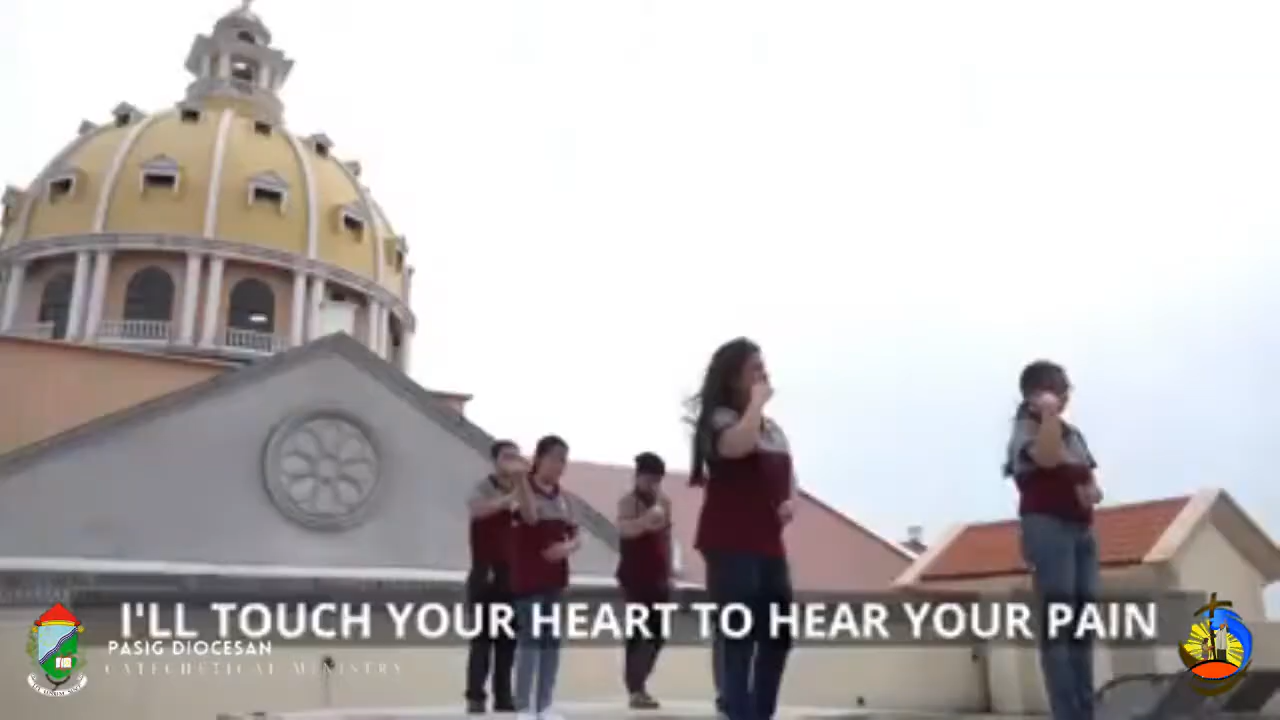 I'LL TOUCH YOUR HEART TO HEAR YOUR PAIN
PASIG DIOCESAN
CATECHETICAL MINISTRY